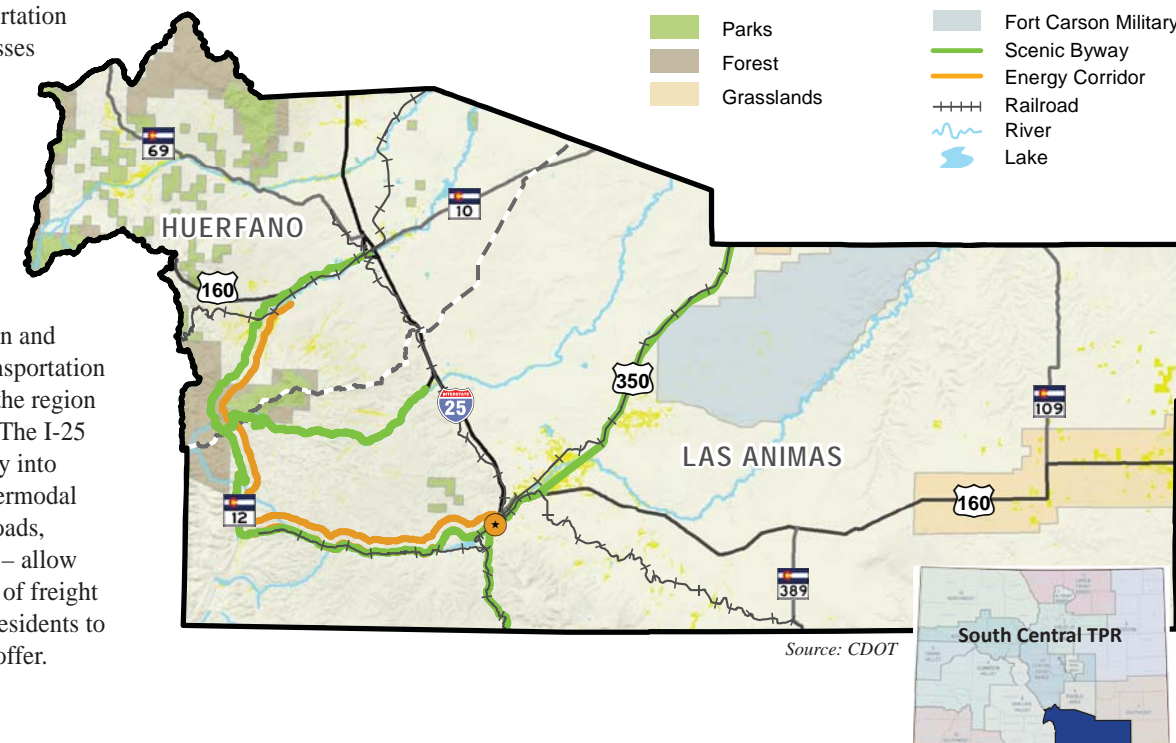 rtation
sses
n and
nsportation
the region
The I-25
y into
ermodal
oads,
– allow
of freight
esidents to
offer.
Parks
Forest
Grasslands
Fort Carson Military
Scenic Byway
Energy Corridor
Railroad
River
Lake
69
HUERFANO
10
160
350
INTERSTATE
25
109
LAS ANIMAS
160
12
389
Source: CDOT
South Central TPR